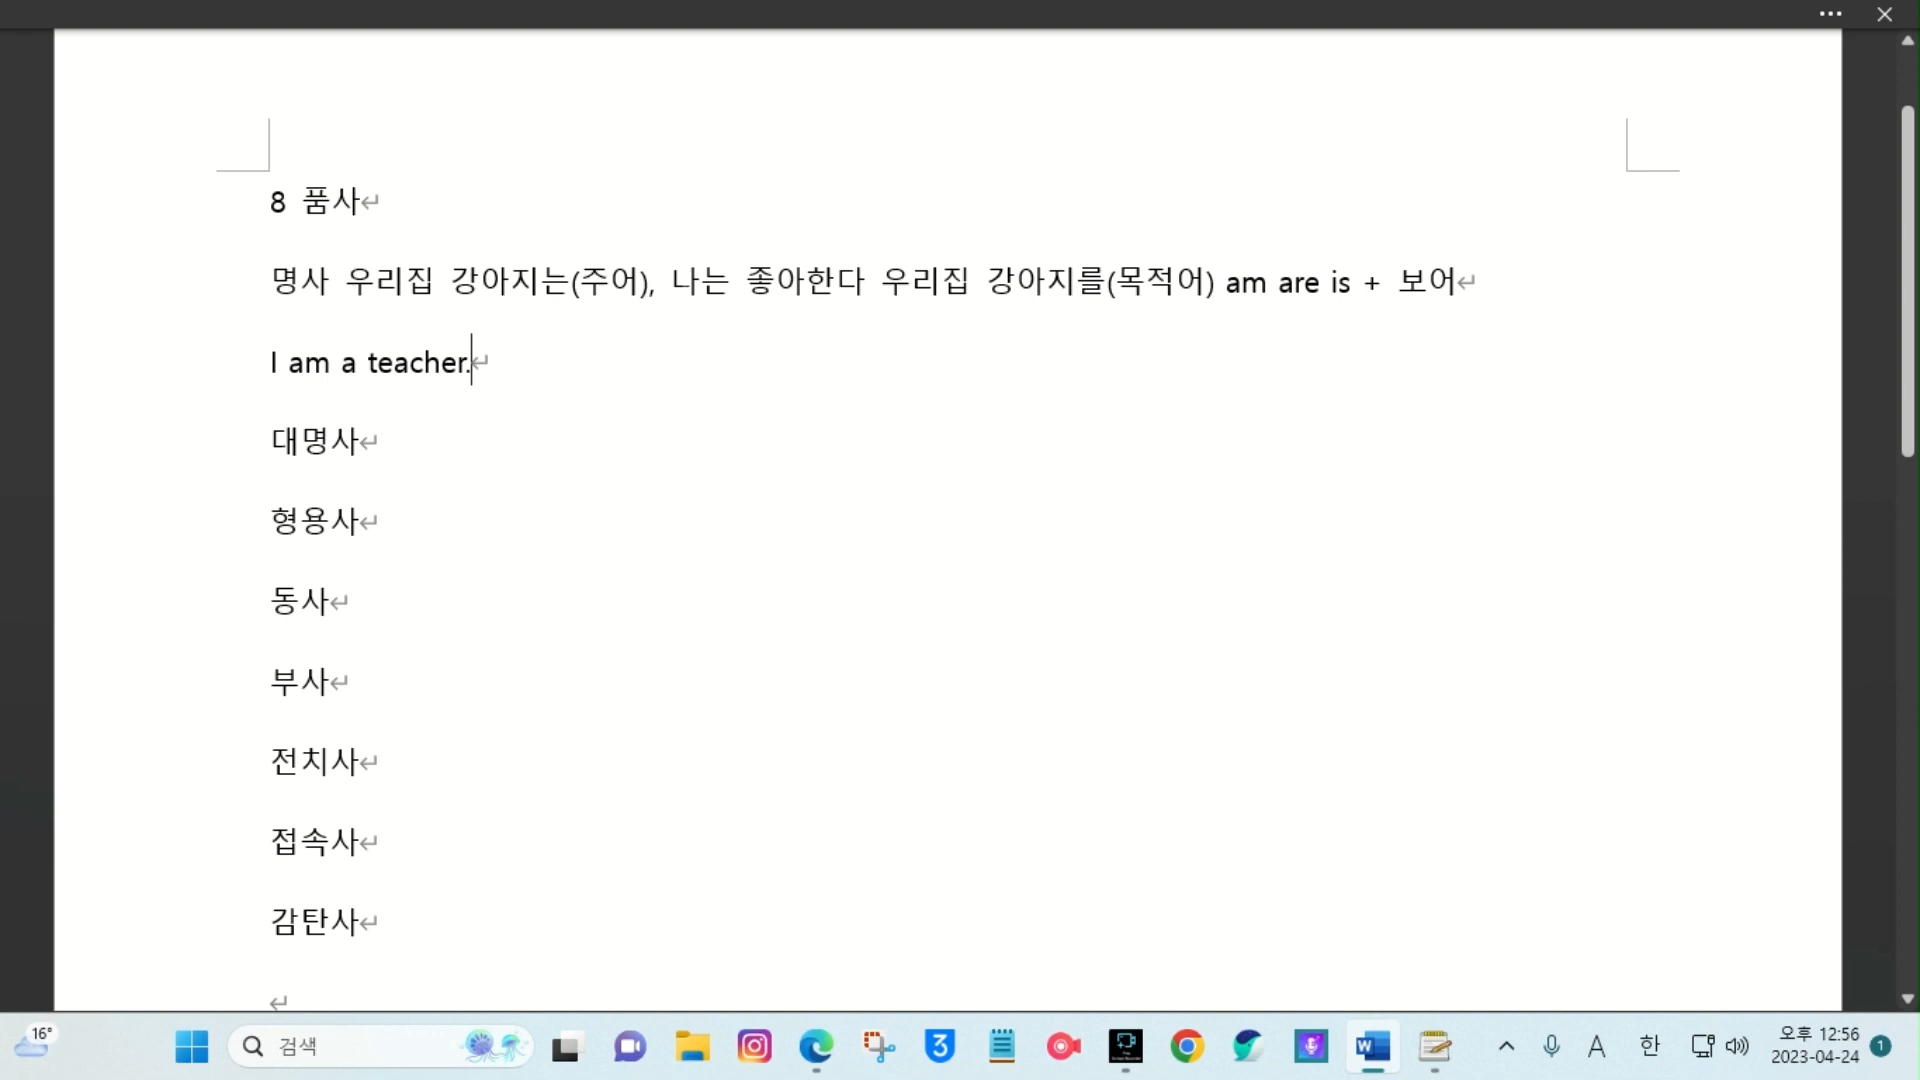 8 품사
명사 우리집 강아지는(주어), 나는 좋아한다 우리집 강아지를(목적어) am are is + 보어
I am a teacher.
대명사
형용사
동사
부사
전치사
접속사
감탄사
16°
검색
3
W
A
한
오후 12:56
2023-04-24
1